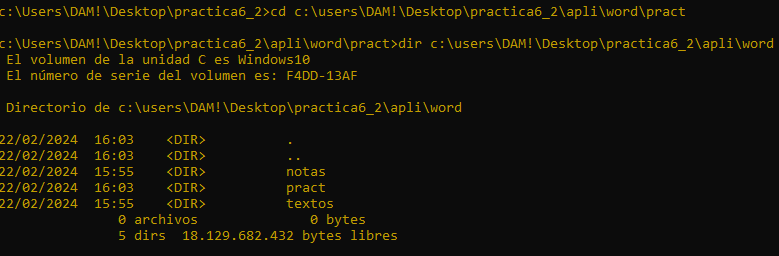 c:\Users\DAM!\Desktop\practica6_2>cd c:\users\DAM!\Desktop\practica6_2\apli\word\pract
c:\Users\DAM!\Desktop\practica6_2\apli\word\pract>dir c:\users\DAM!\Desktop\practica6_2\apli\word
El volumen de la unidad C es Windows10
El número de serie del volumen es: F4DD-13AF
Directorio de c:\users\DAM!\Desktop\practica6_2\apli\word
22/02/2024  16:03    <DIR>          .
22/02/2024  16:03    <DIR>          ..
22/02/2024  15:55    <DIR>          notas
22/02/2024  16:03    <DIR>          pract
22/02/2024  15:55    <DIR>          textos
0 archivos              0 bytes
5 dirs  18.129.682.432 bytes libres